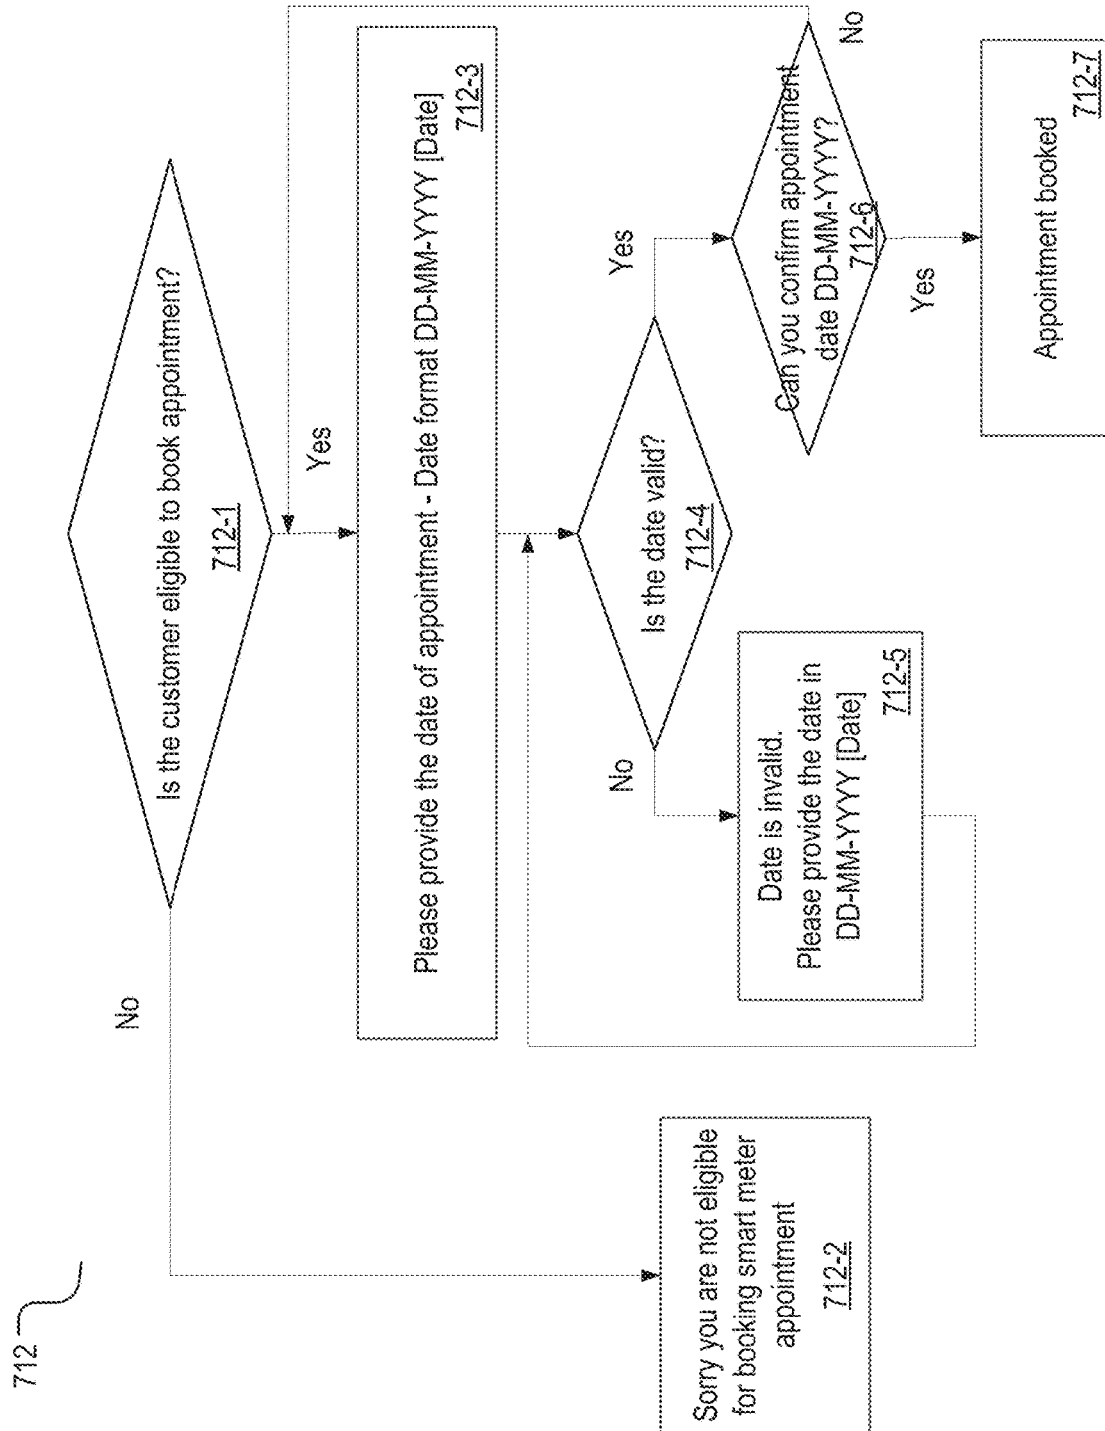 712
Is the customer eligible to book appointment?
712-1
No
Yes
Sorry you are not eligible
for booking smart meter
appointment
712-2
Please provide the date of appointment - Date format DD-MM-YYYY [Date]
712-3
Is the date valid?
712-4
No
Yes
Date is invalid.
Please provide the date in
DD-MM-YYYY [Date]
712-5
Can you confirm appointment
date DD-MM-YYYY?
712-6
No
Yes
Appointment booked
712-7